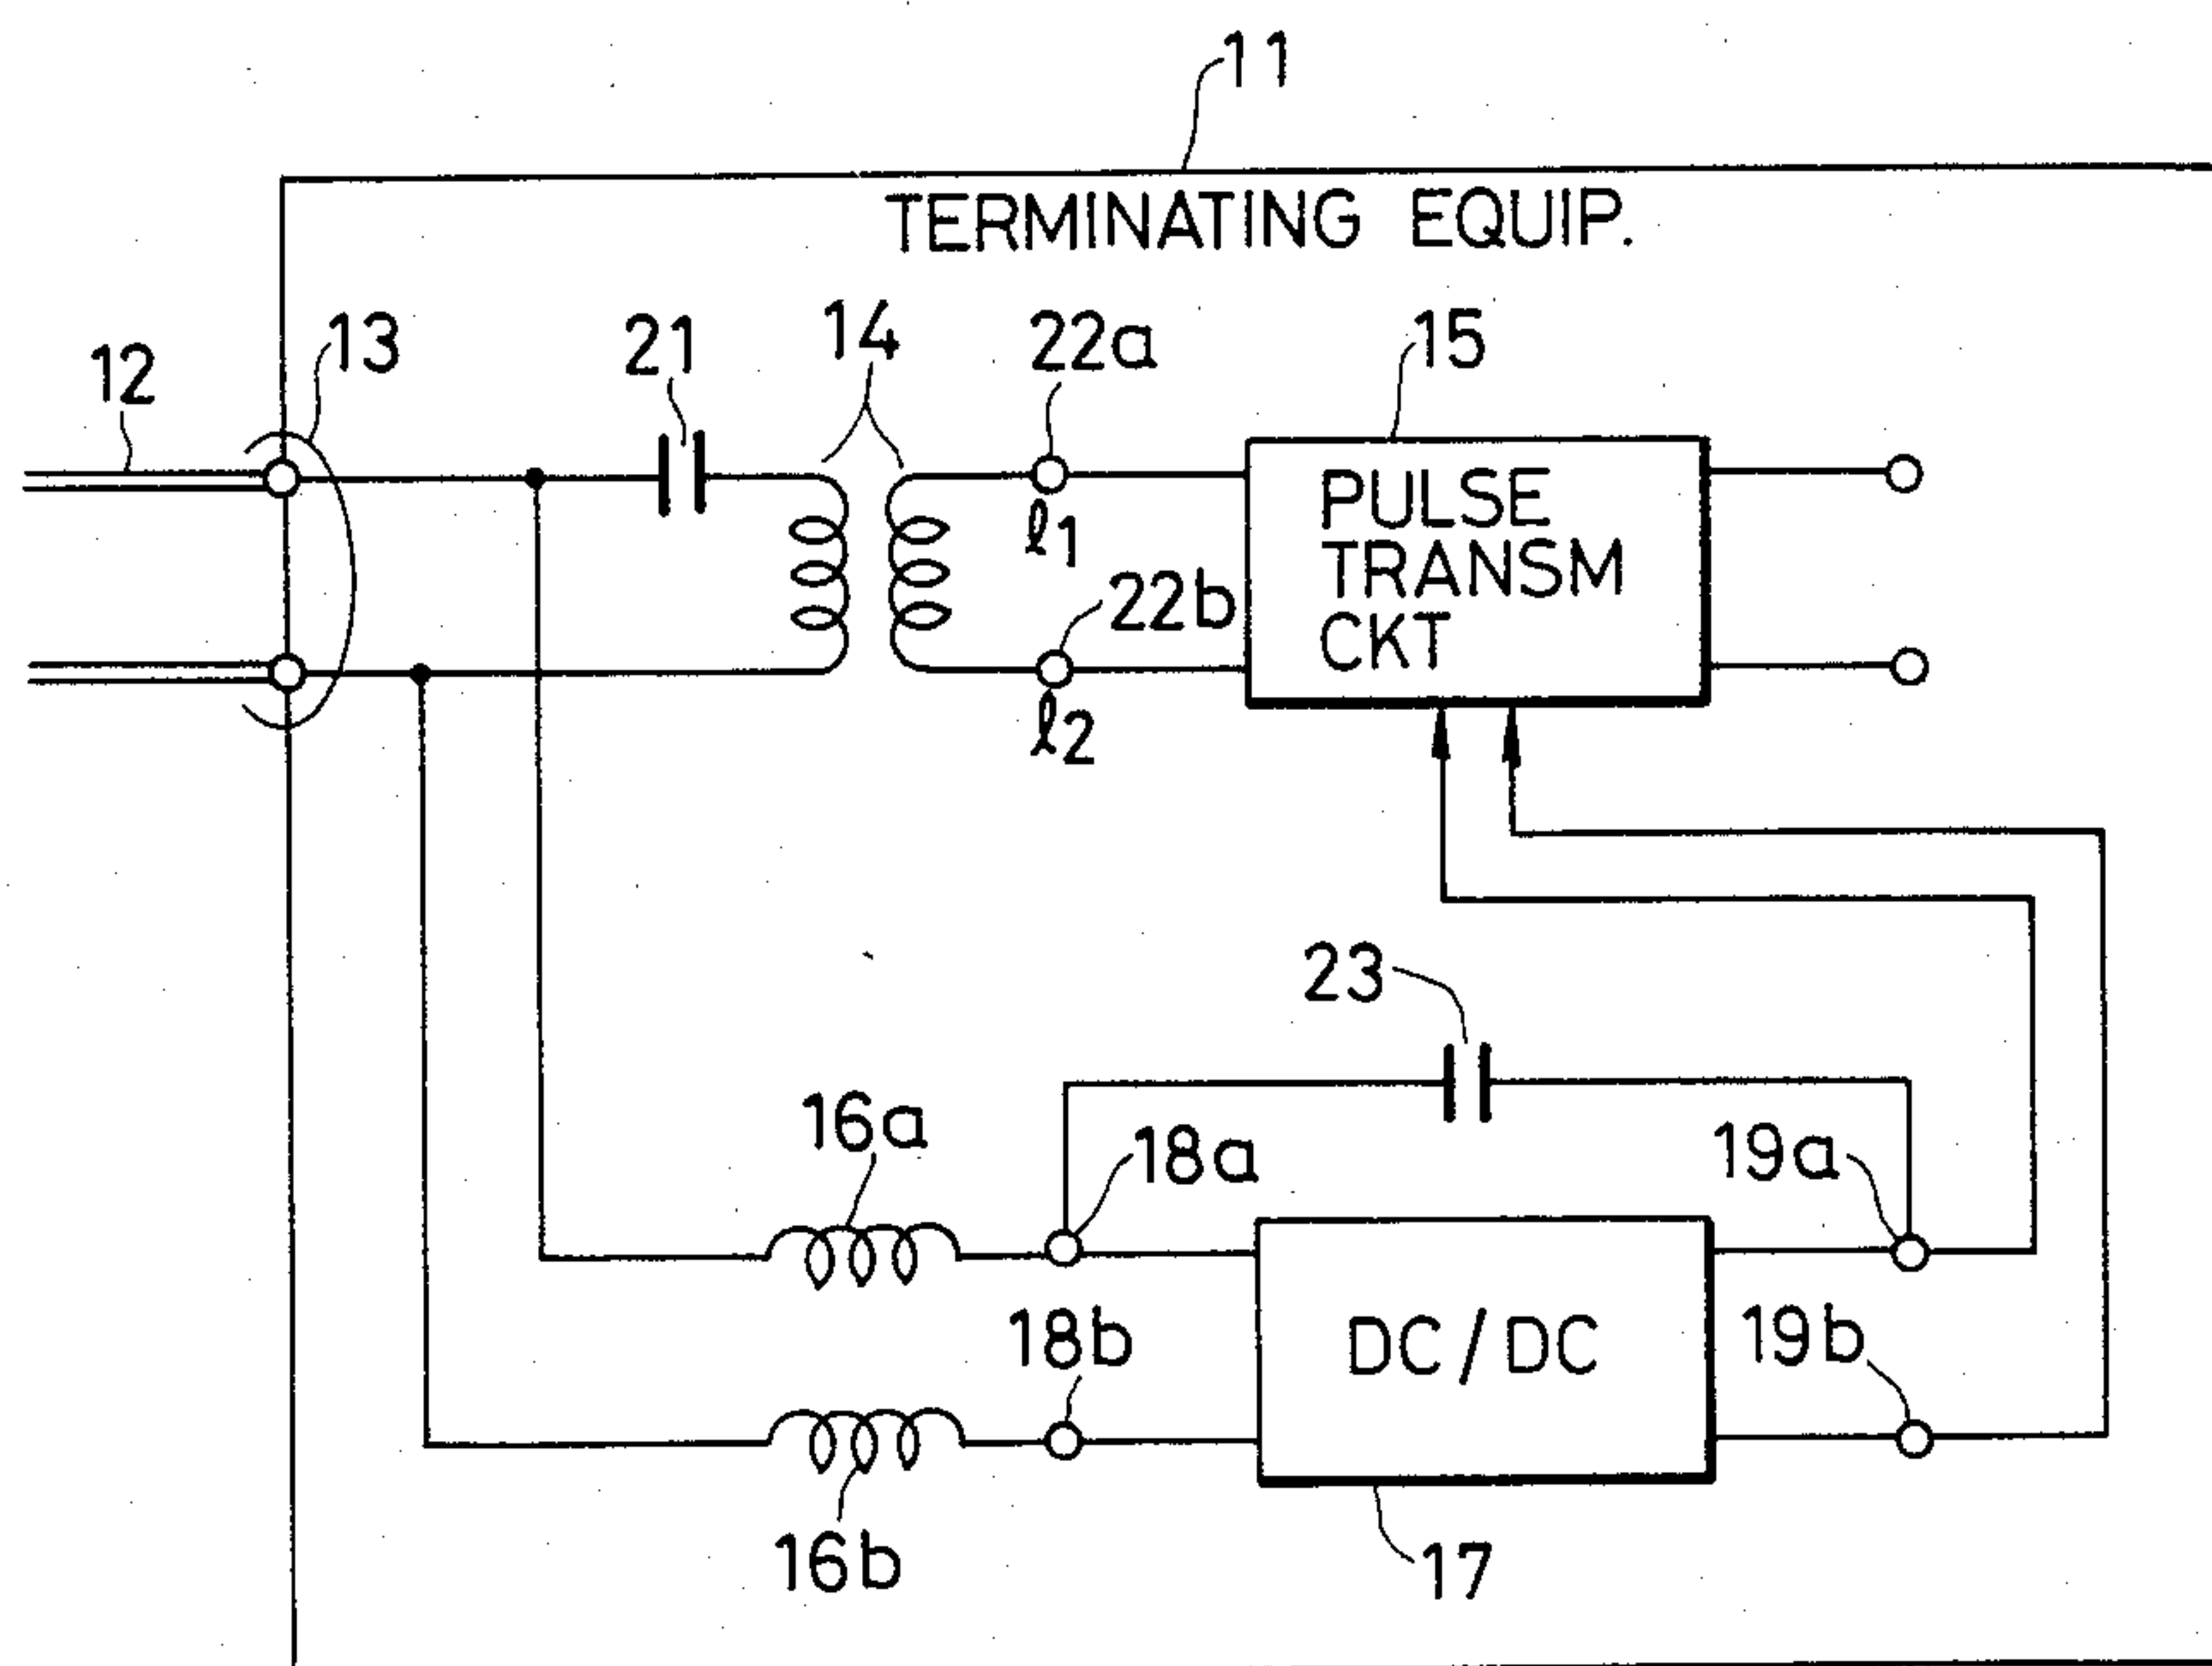 11
TERMINATING EQUIP.
12
13
21
14
22a
15
ℓ1
22b
ℓ2
PULSE
TRANSM
CKT
23
16a
18a
19a
18b
DC/DC
19b
16b
17